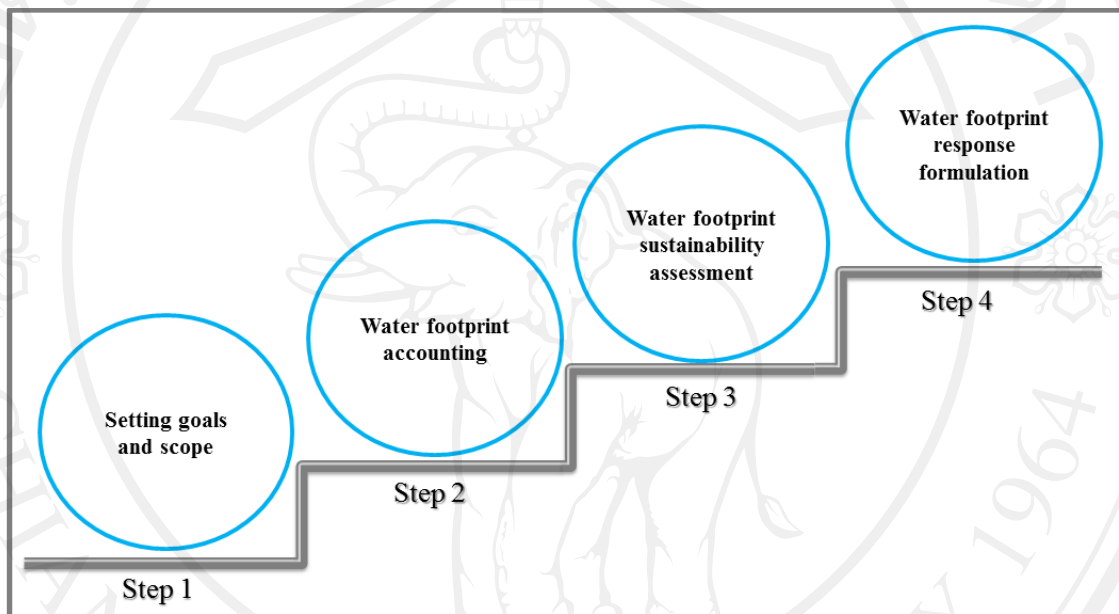 Setting goals
and scope
Step 1
Water footprint
accounting
Step 2
Water footprint
sustainability
assessment
Step 3
Water footprint
response
formulation
Step 4
1964